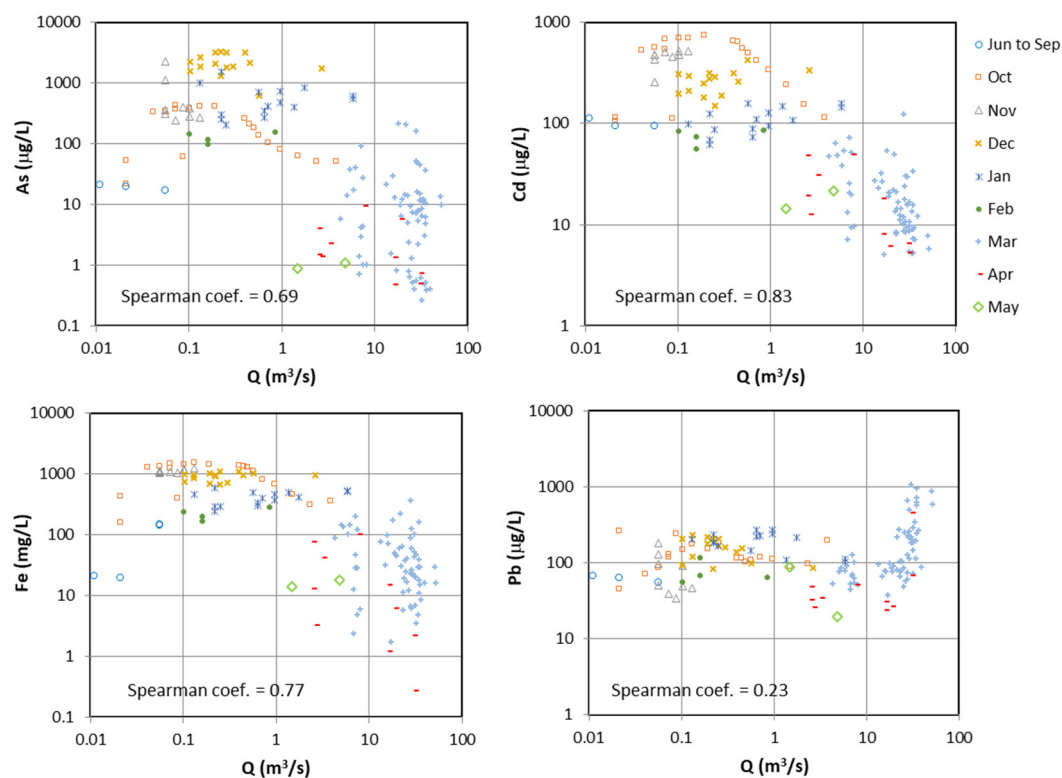 10000
1000
100
10
1
0.1
As (µg/L)
Spearman coef. = 0.69
0.01 0.1 1 10 100
Q (m³/s)
1000
100
10
1
Cd (µg/L)
Spearman coef. = 0.83
0.01 0.1 1 10 100
Q (m³/s)
Jun to Sep
Oct
Nov
Dec
Jan
Feb
Mar
Apr
May
10000
1000
100
10
1
0.1
Fe (mg/L)
Spearman coef. = 0.77
0.01 0.1 1 10 100
Q (m³/s)
10000
1000
100
10
1
Pb (µg/L)
Spearman coef. = 0.23
0.01 0.1 1 10 100
Q (m³/s)